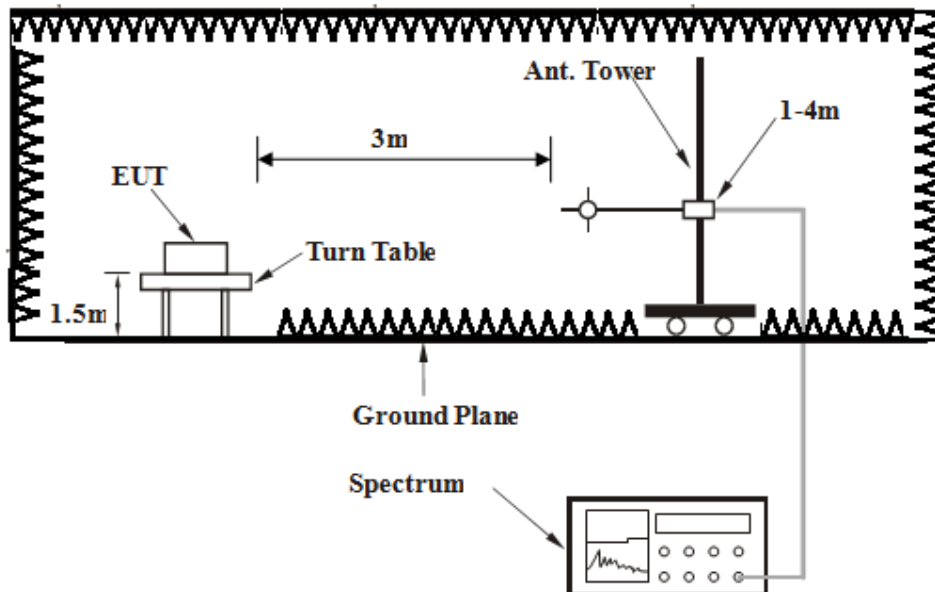 Ant. Tower
1-4m
3m
EUT
Turn Table
1.5m
Ground Plane
Spectrum